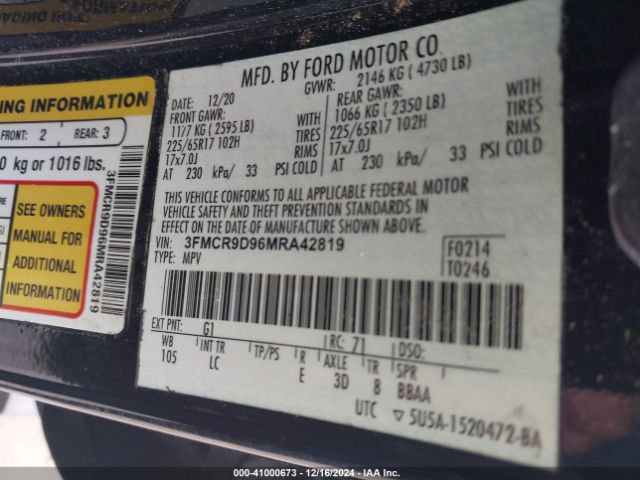 MFD. BY FORD MOTOR CO.
DATE: 12/20
GVWR: 2146 KG ( 4730 LB)
FRONT GAWR:
1177 KG ( 2595 LB)
225/65R17 102H
17x7.0J
AT 230 kPa/ 33 PSI COLD
WITH
TIRES
RIMS
REAR GAWR:
1066 KG ( 2350 LB)
225/65R17 102H
17x7.0J
AT 230 kPa/ 33 PSI COLD
WITH
TIRES
RIMS
THIS VEHICLE CONFORMS TO ALL APPLICABLE FEDERAL MOTOR
VEHICLE SAFETY AND THEFT PREVENTION STANDARDS IN
EFFECT ON THE DATE OF MANUFACTURE SHOWN ABOVE.
VIN: 3FMCR9D96MRA42819
TYPE: MPV
F0214
T0246
EXT PNT: G1 RC: 71 DSO:
WB INT TR TP/PS R AXLE TR SPR
105 LC E 3D 8 BBAA
UTC ▽ 5U5A-1520472-BA
ING INFORMATION
FRONT: 2 REAR: 3
0 kg or 1016 lbs.
SEE OWNERS
MANUAL FOR
ADDITIONAL
INFORMATION
3FMCR9D96MRA42819
000-41000673 - 12/16/2024 - IAAI.COM